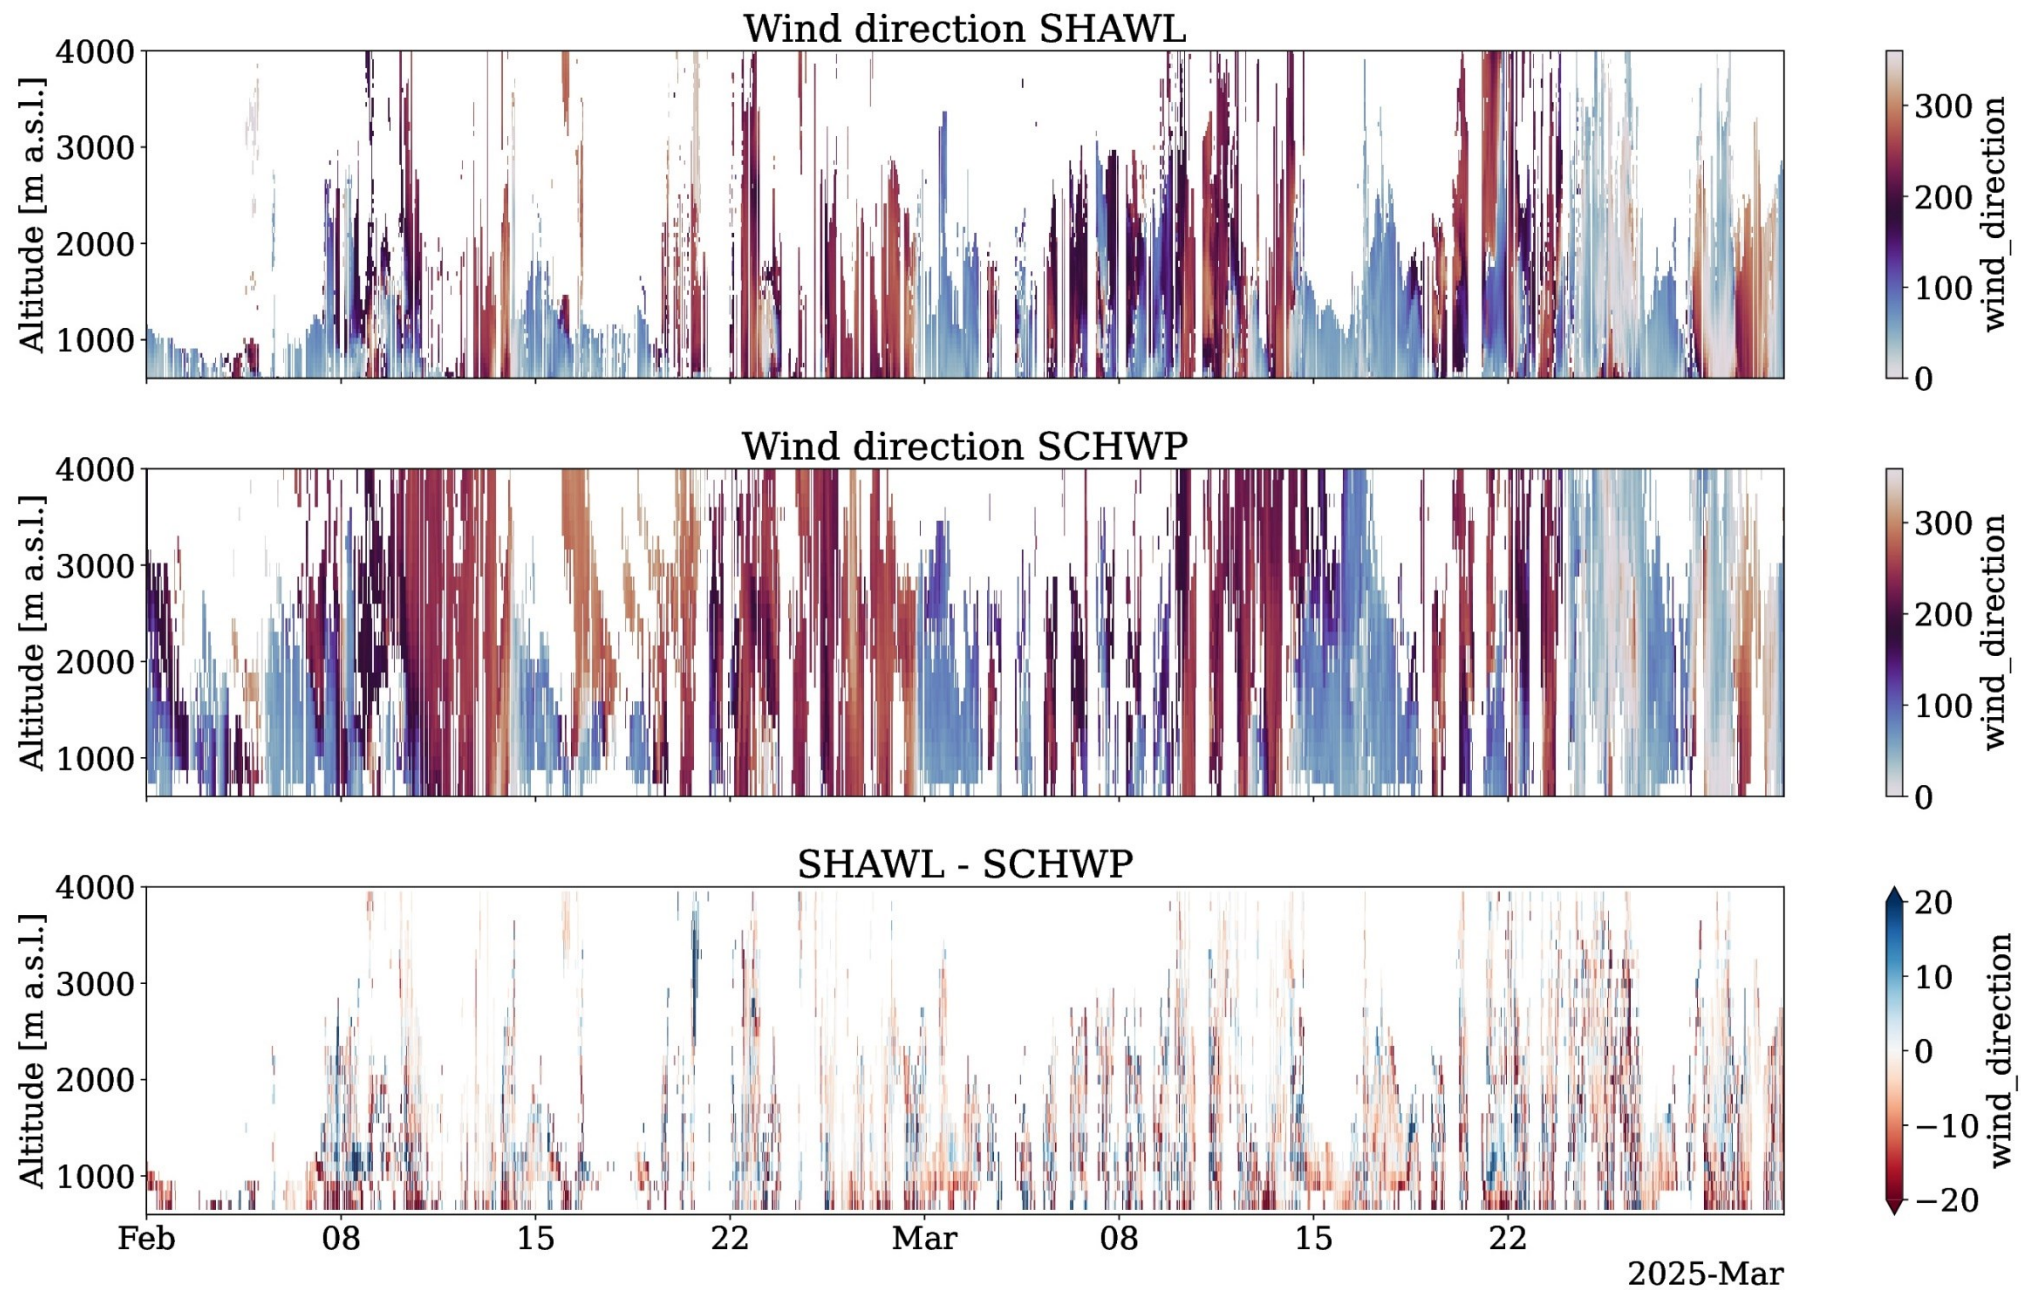 Wind direction SHAWL
4000
3000
2000
1000
Altitude [m a.s.l.]
300
200
100
0
wind_direction
Wind direction SCHWP
4000
3000
2000
1000
Altitude [m a.s.l.]
300
200
100
0
wind_direction
SHAWL - SCHWP
4000
3000
2000
1000
Altitude [m a.s.l.]
20
10
0
−10
−20
wind_direction
Feb 08 15 22 Mar 08 15 22
2025-Mar